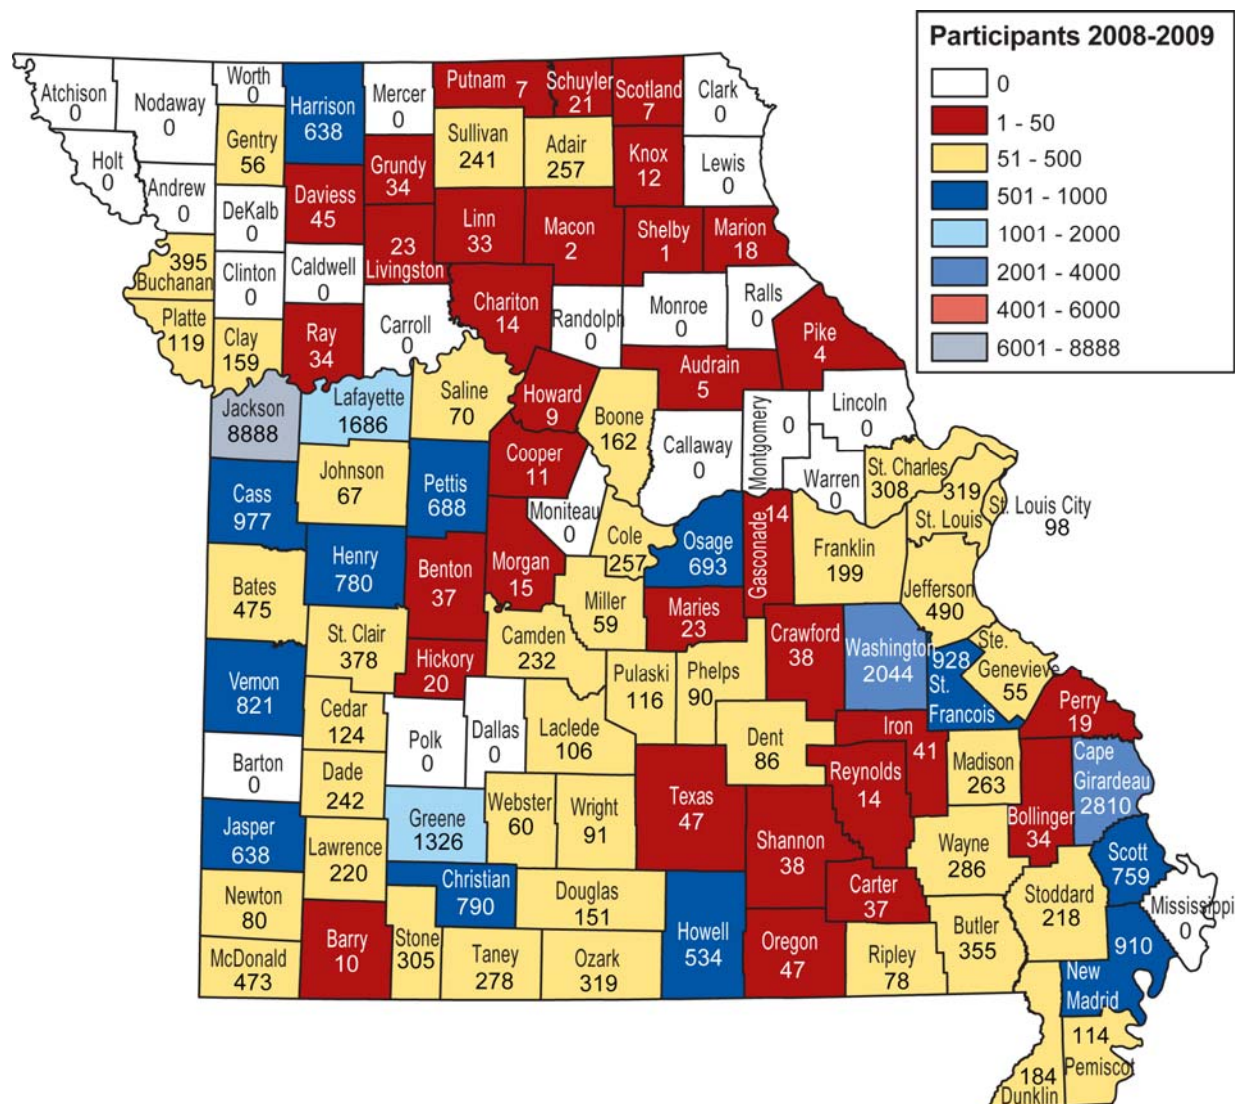 Participants 2008-2009
0
1 - 50
51 - 500
501 - 1000
1001 - 2000
2001 - 4000
4001 - 6000
6001 - 8888
Atchison
0
Nodaway
0
Worth
0
Harrison
638
Mercer
0
Putnam 7
Schuyler
21
Scotland
7
Clark
0
Holt
0
Andrew
0
Gentry
56
DeKalb
0
Daviess
45
Grundy
34
Sullivan
241
Adair
257
Knox
12
Lewis
0
395
Buchanan
Clinton
0
Caldwell
0
23
Livingston
Linn
33
Macon
2
Shelby
1
Marion
18
Platte
119
Clay
159
Ray
34
Carroll
0
Chariton
14
Randolph
0
Monroe
0
Ralls
0
Pike
4
Jackson
8888
Lafayette
1686
Saline
70
Howard
9
Boone
162
Audrain
5
Callaway
0
Montgomery
0
Lincoln
0
Warren
0
St. Charles
308
319
St. Louis
St. Louis City
98
Cass
977
Johnson
67
Pettis
688
Cooper
11
Moniteau
0
Cole
257
Osage
693
Gasconade
14
Franklin
199
Jefferson
490
Bates
475
Henry
780
Benton
37
Morgan
15
Miller
59
Maries
23
Crawford
38
Washington
2044
928
St.
Francois
Ste.
Genevieve
55
Perry
19
Vernon
821
St. Clair
378
Hickory
20
Camden
232
Pulaski
116
Phelps
90
Dent
86
Iron
41
Reynolds
14
Madison
263
Bollinger
34
Cape
Girardeau
2810
Barton
0
Cedar
124
Polk
0
Dallas
0
Laclede
106
Dade
242
Jasper
638
Greene
1326
Webster
60
Wright
91
Texas
47
Shannon
38
Carter
37
Wayne
286
Stoddard
218
Scott
759
Mississippi
0
Lawrence
220
Christian
790
Douglas
151
Howell
534
Oregon
47
Ripley
78
Butler
355
910
New
Madrid
Newton
80
McDonald
473
Barry
10
Stone
305
Taney
278
Ozark
319
184
Dunklin
114
Pemiscot